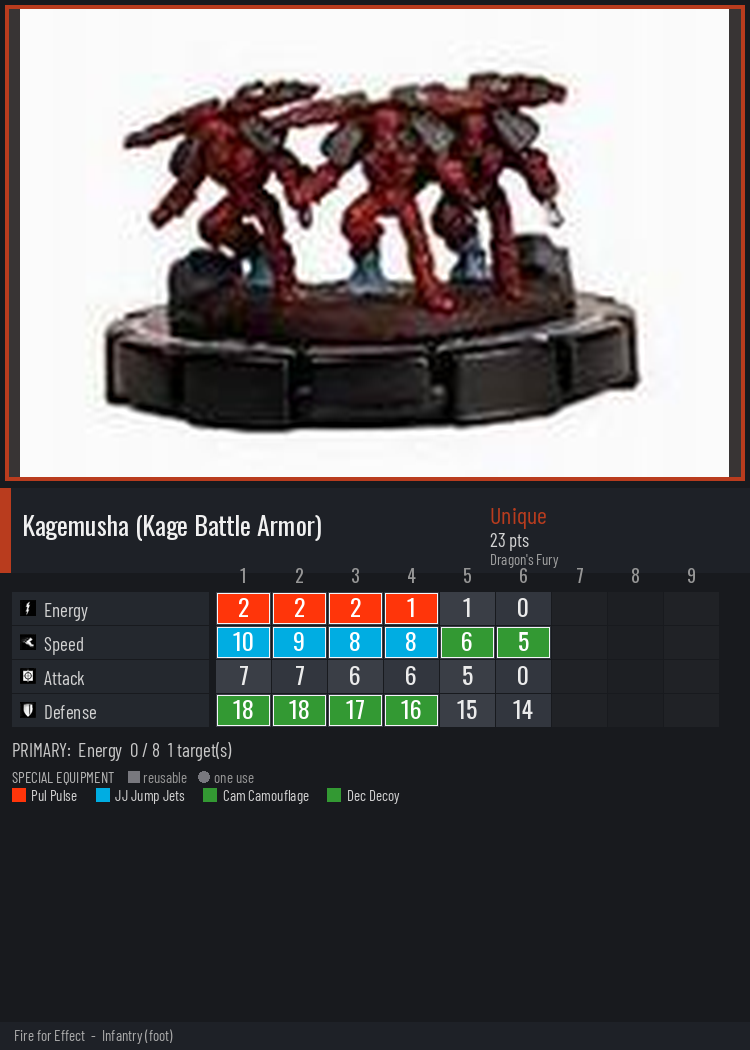 Kagemusha (Kage Battle Armor)
Unique
23 pts
Dragon's Fury
1 2 3 4 5 6 7 8 9
Energy 2 2 2 1 1 0
Speed 10 9 8 8 6 5
Attack 7 7 6 6 5 0
Defense 18 18 17 16 15 14
PRIMARY: Energy 0 / 8 1 target(s)
SPECIAL EQUIPMENT reusable one use
Pul Pulse JJ Jump Jets Cam Camouflage Dec Decoy
Fire for Effect - Infantry (foot)